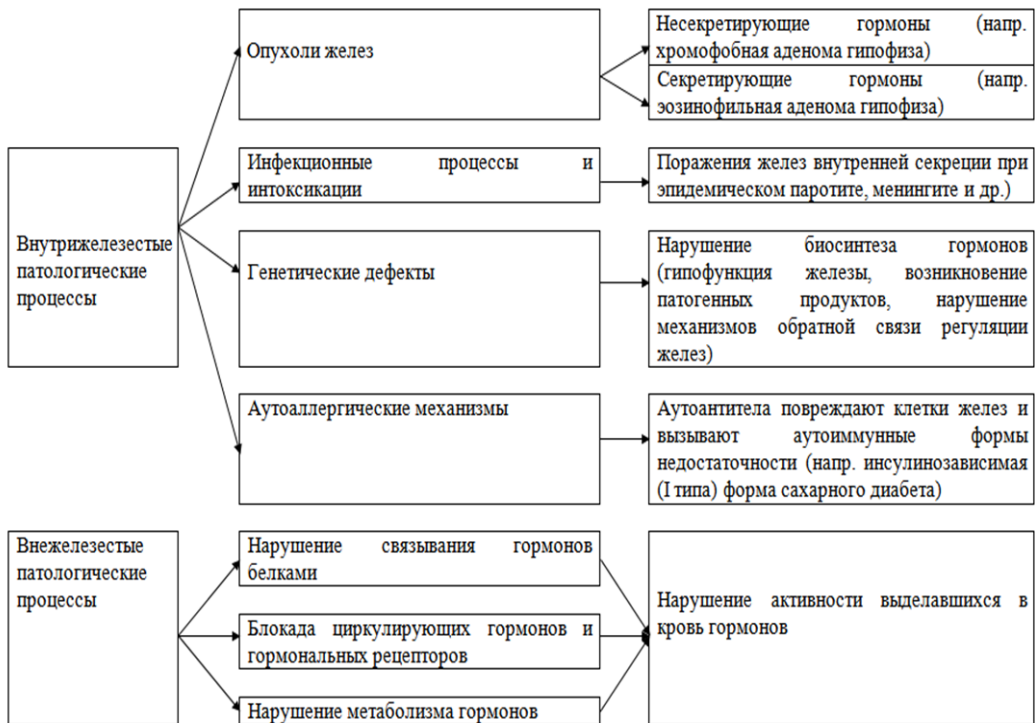 Опухоли желез
Несекретирующие гормоны (напр.
хромофобная аденома гипофиза)
Секретирующие гормоны (напр.
эозинофильная аденома гипофиза)
Внутрижелезестые
патологические
процессы
Инфекционные процессы и
интоксикации
Поражения желез внутренней секреции при
эпидемическом паротите, менингите и др.)
Генетические дефекты
Нарушение биосинтеза гормонов
(гипофункция железы, возникновение
патогенных продуктов, нарушение
механизмов обратной связи регуляции
желез)
Аутоаллергические механизмы
Аутоантитела повреждают клетки желез и
вызывают аутоиммунные формы
недостаточности (напр. инсулинозависимая
(I типа) форма сахарного диабета)
Внежелезестые
патологические
процессы
Нарушение связывания гормонов
белками
Блокада циркулирующих гормонов и
гормональных рецепторов
Нарушение метаболизма гормонов
Нарушение активности выделавшихся в
кровь гормонов